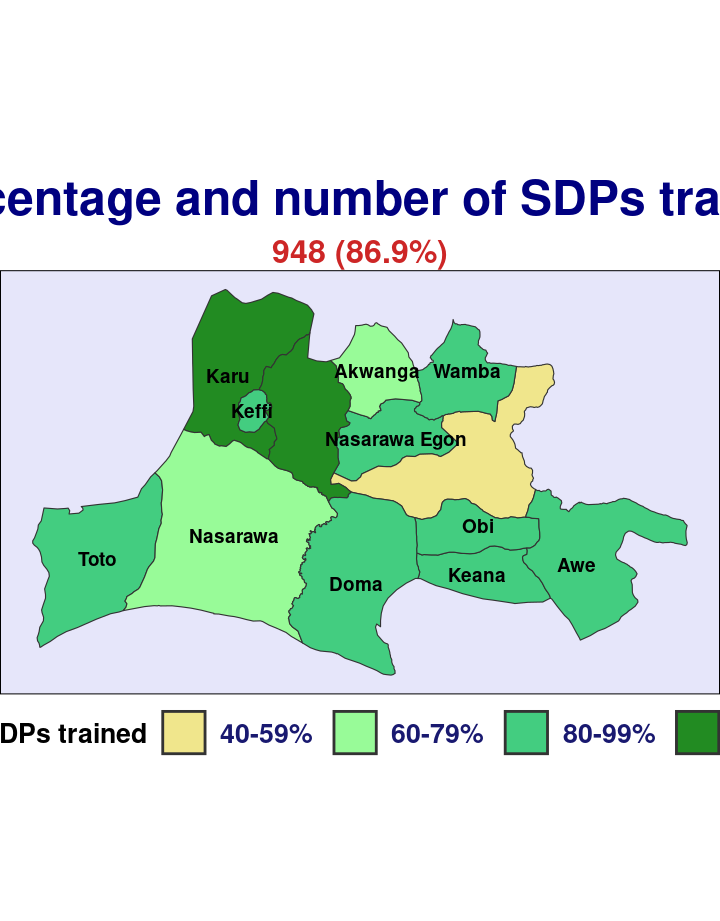 centage and number of SDPs tra
948 (86.9%)
Karu
Akwanga
Wamba
Keffi
Nasarawa Egon
Obi
Nasarawa
Toto
Awe
Keana
Doma
DPs trained 40-59% 60-79% 80-99%